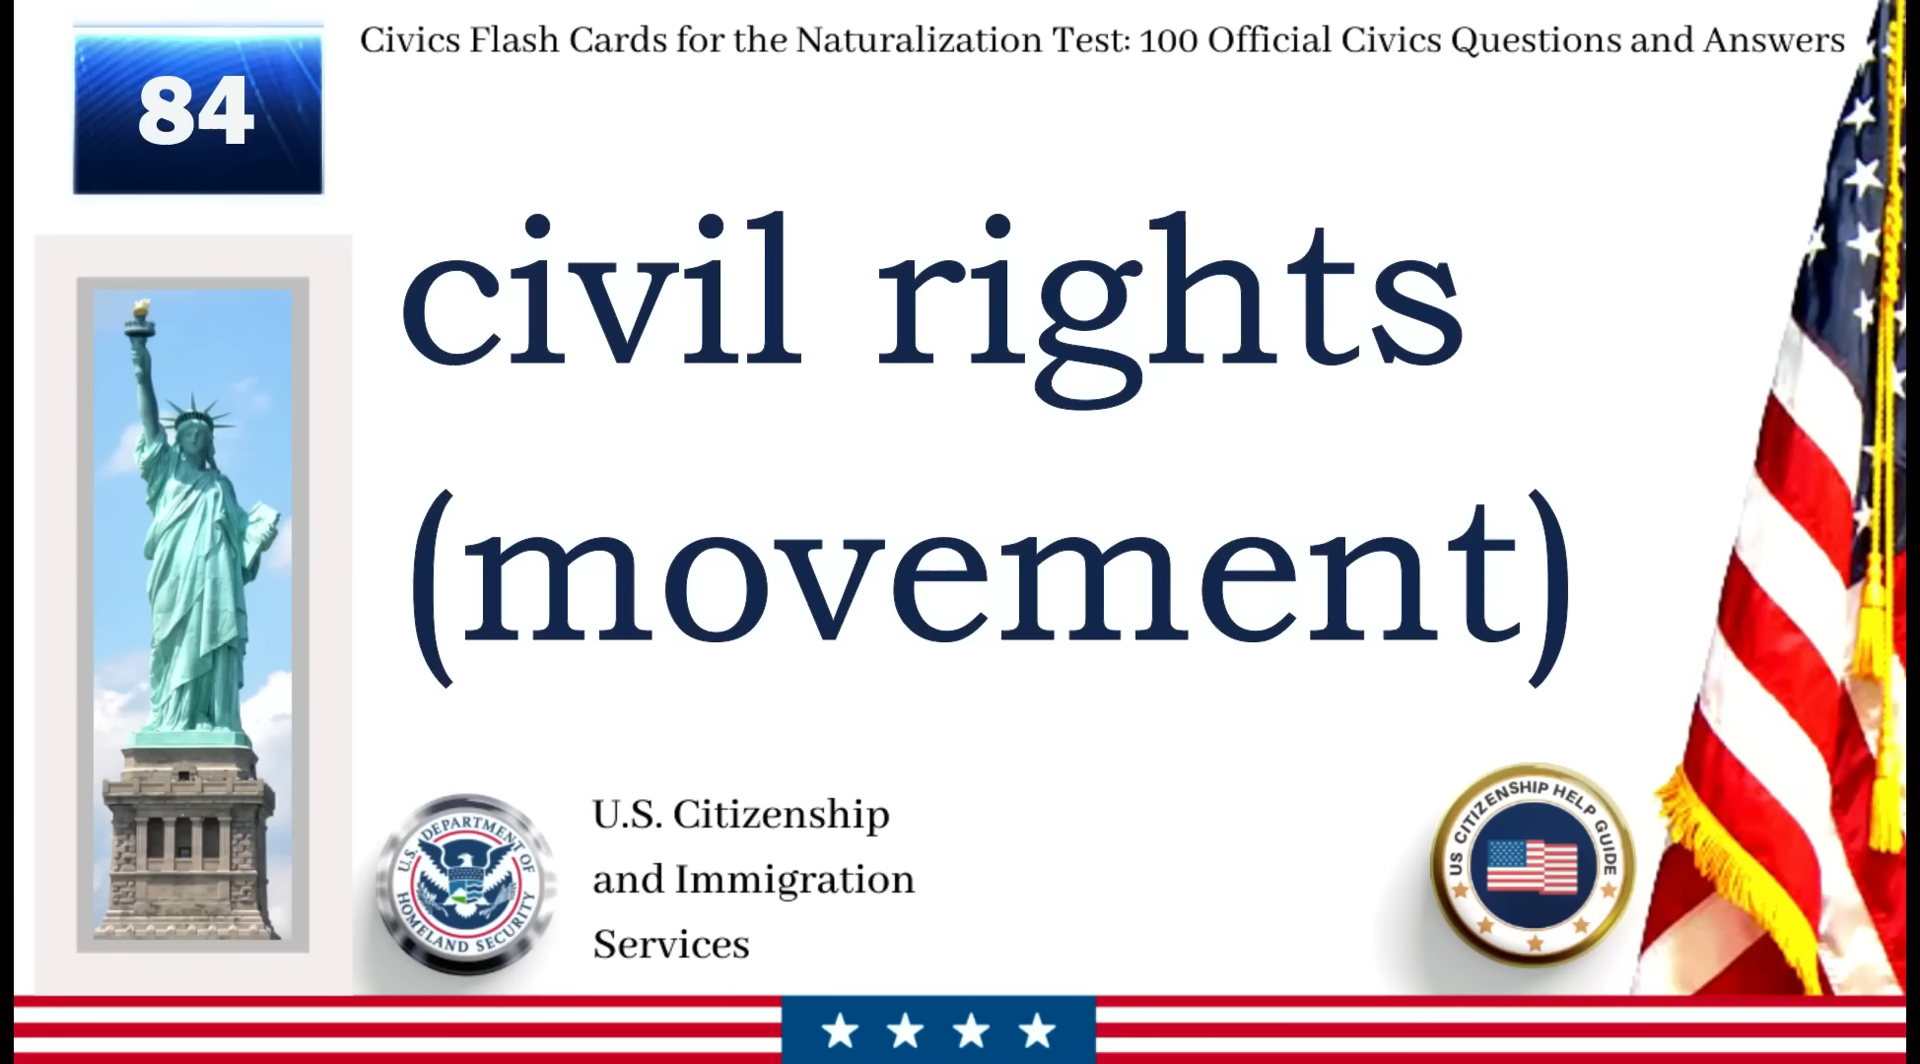 84
Civics Flash Cards for the Naturalization Test: 100 Official Civics Questions and Answers
civil rights
(movement)
U.S. DEPARTMENT OF
HOMELAND SECURITY
U.S. Citizenship
and Immigration
Services
US CITIZENSHIP HELP GUIDE